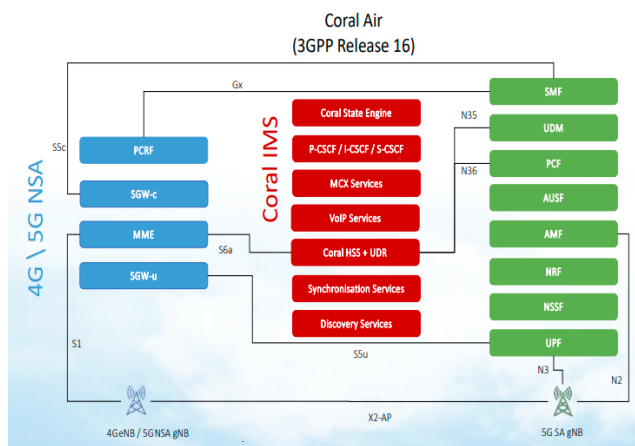 Coral Air
(3GPP Release 16)
Gx
S5c
4G \ 5G NSA
PCRF
SGW-c
MME
SGW-u
S6a
S1
Coral IMS
Coral State Engine
P-CSCF / I-CSCF / S-CSCF
MCX Services
VoIP Services
Coral HSS + UDR
Synchronisation Services
Discovery Services
S5u
N35
N36
SMF
UDM
PCF
AUSF
AMF
NRF
NSSF
UPF
N3
N2
X2-AP
4GeNB / 5GNSA gNB
5G SA gNB